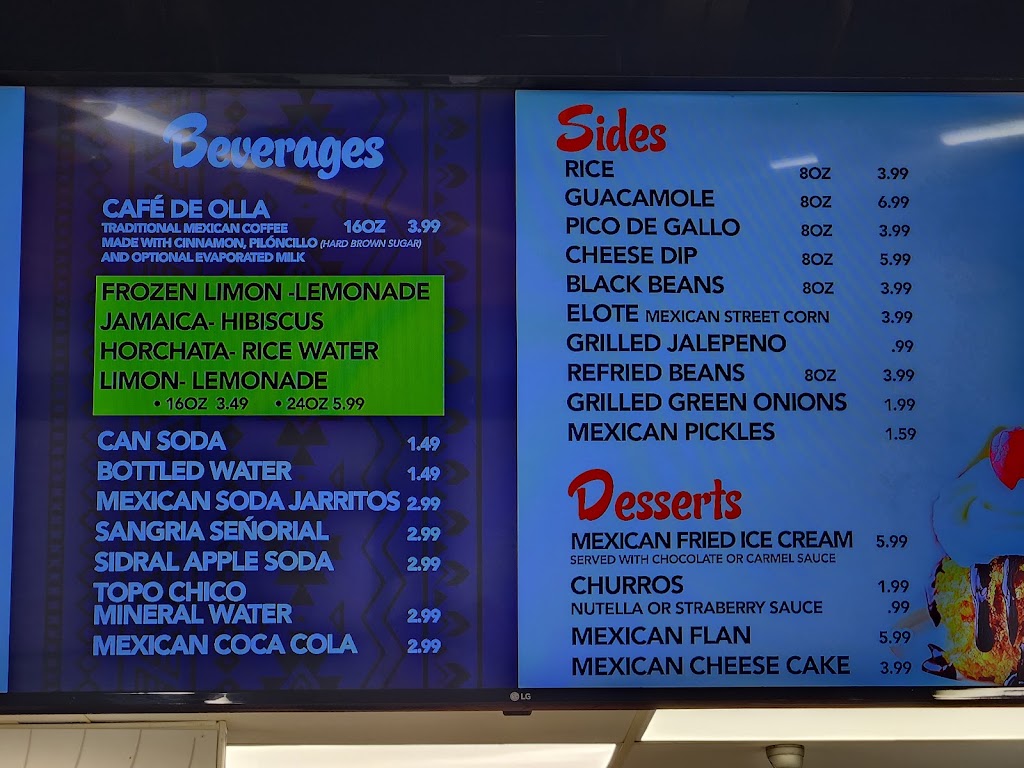 Beverages
CAFÉ DE OLLA
TRADITIONAL MEXICAN COFFEE 16OZ 3.99
MADE WITH CINNAMON, PILÓNCILLO (HARD BROWN SUGAR)
AND OPTIONAL EVAPORATED MILK
FROZEN LIMON -LEMONADE
JAMAICA- HIBISCUS
HORCHATA- RICE WATER
LIMON- LEMONADE
• 16OZ 3.49 • 24OZ 5.99
CAN SODA 1.49
BOTTLED WATER 1.49
MEXICAN SODA JARRITOS 2.99
SANGRIA SEÑORIAL 2.99
SIDRAL APPLE SODA 2.99
TOPO CHICO
MINERAL WATER 2.99
MEXICAN COCA COLA 2.99
Sides
RICE 8OZ 3.99
GUACAMOLE 8OZ 6.99
PICO DE GALLO 8OZ 3.99
CHEESE DIP 8OZ 5.99
BLACK BEANS 8OZ 3.99
ELOTE MEXICAN STREET CORN 3.99
GRILLED JALEPENO .99
REFRIED BEANS 8OZ 3.99
GRILLED GREEN ONIONS 1.99
MEXICAN PICKLES 1.59
Desserts
MEXICAN FRIED ICE CREAM 5.99
SERVED WITH CHOCOLATE OR CARMEL SAUCE
CHURROS 1.99
NUTELLA OR STRABERRY SAUCE .99
MEXICAN FLAN 5.99
MEXICAN CHEESE CAKE 3.99
LG